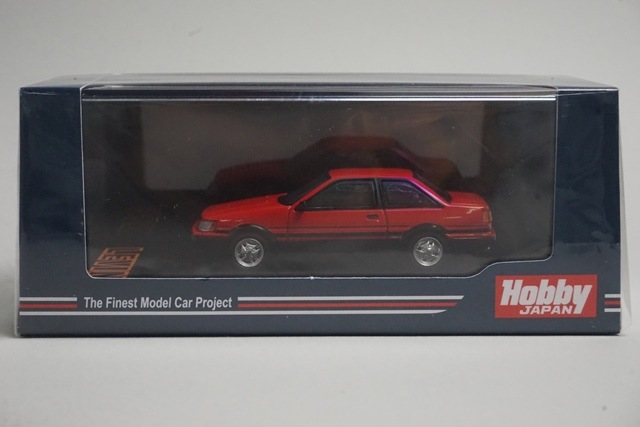 The Finest Model Car Project
Hobby
JAPAN